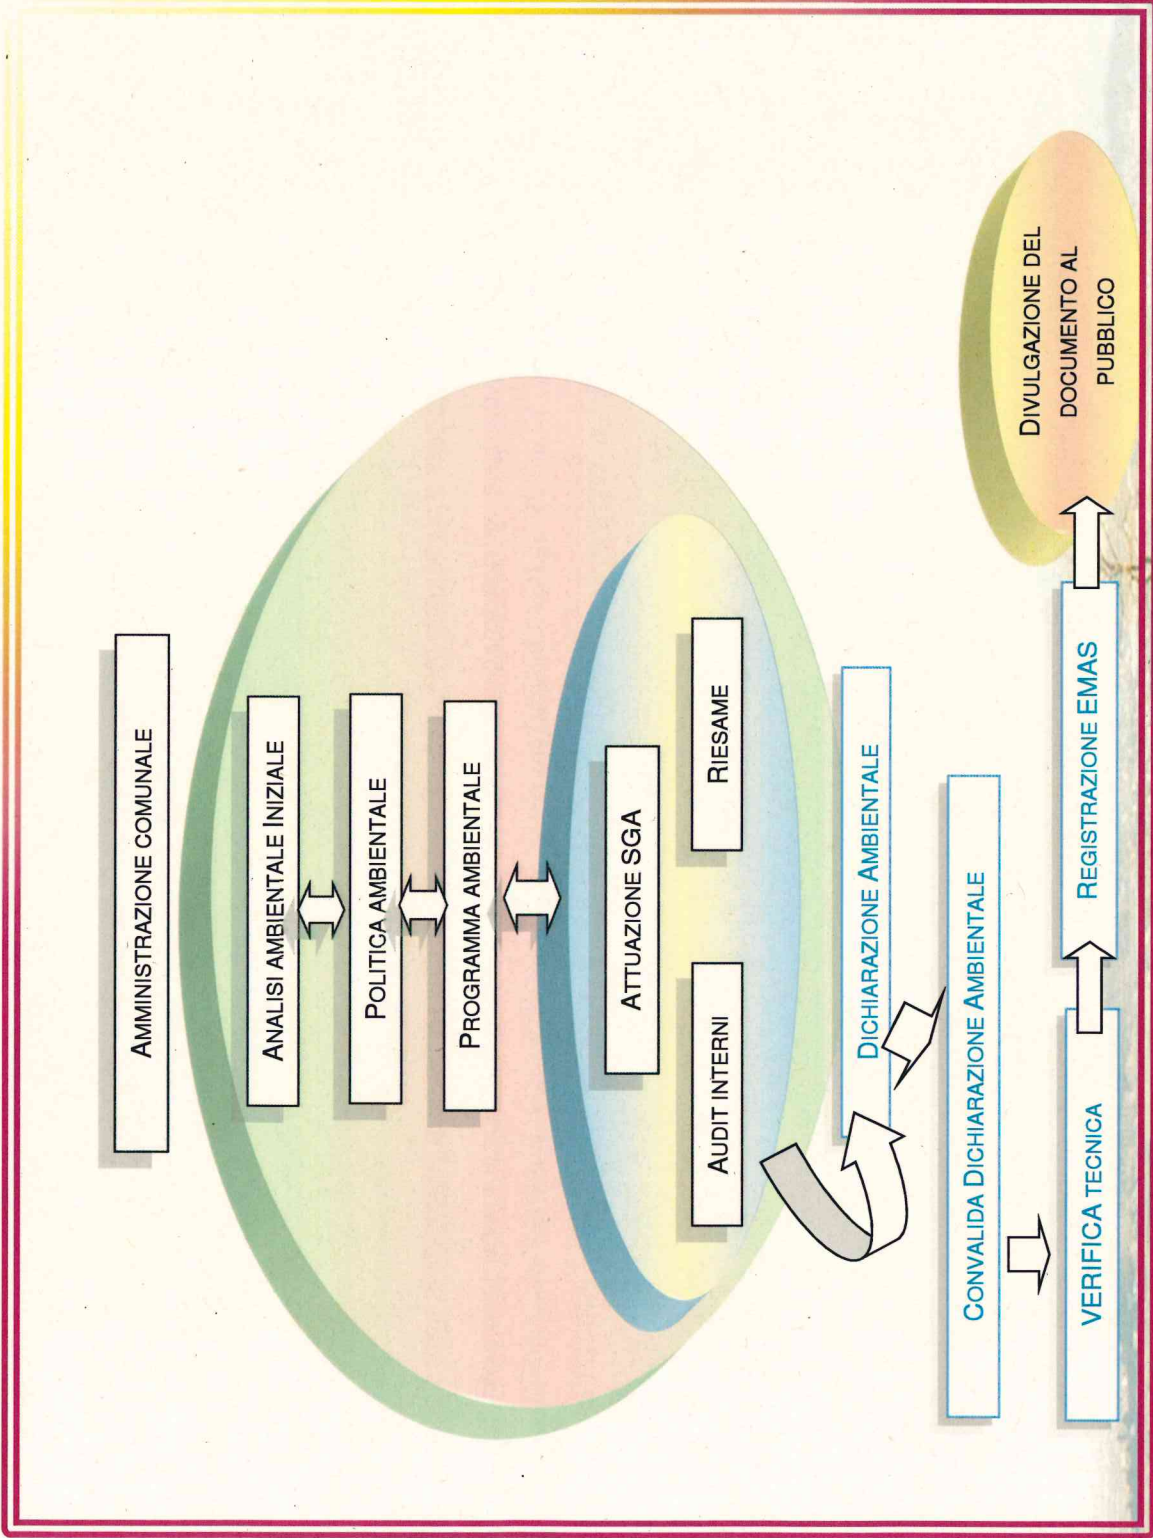 AMMINISTRAZIONE COMUNALE
ANALISI AMBIENTALE INIZIALE
POLITICA AMBIENTALE
PROGRAMMA AMBIENTALE
ATTUAZIONE SGA
AUDIT INTERNI
RIESAME
DICHIARAZIONE AMBIENTALE
CONVALIDA DICHIARAZIONE AMBIENTALE
VERIFICA TECNICA
REGISTRAZIONE EMAS
DIVULGAZIONE DEL
DOCUMENTO AL
PUBBLICO